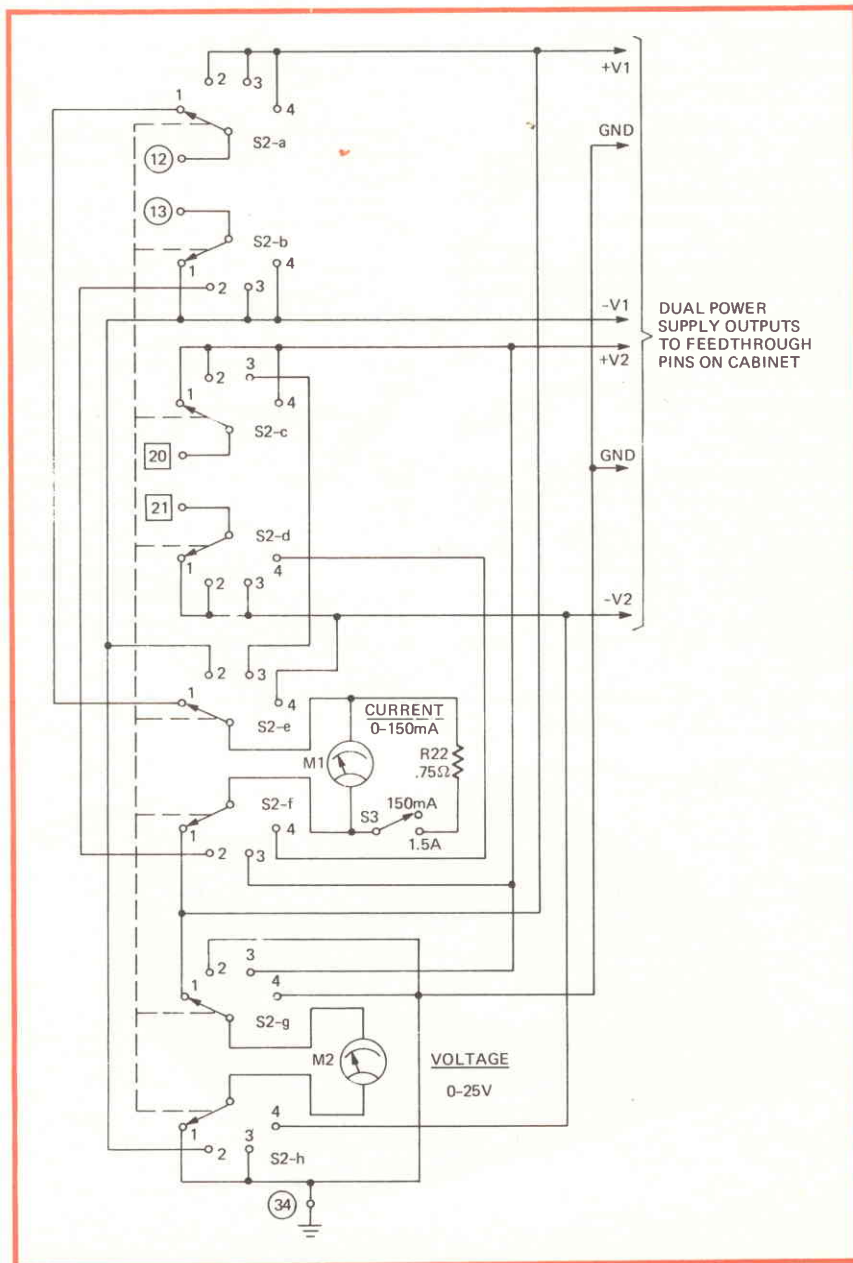 2 3
+V1
1
4
GND
S2-a
12
13
S2-b
4
1
2 3
-V1
DUAL POWER
SUPPLY OUTPUTS
TO FEEDTHROUGH
PINS ON CABINET
+V2
2 3
1
4
S2-c
20
GND
21
S2-d
4
1
2 3
-V2
2 3
1
4
S2-e
CURRENT
0-150mA
M1
R22
.75Ω
S2-f
150mA
S3
4
1.5A
1
2 3
2 3
1
4
S2-g
M2
VOLTAGE
0-25V
4
1
2 3
S2-h
34